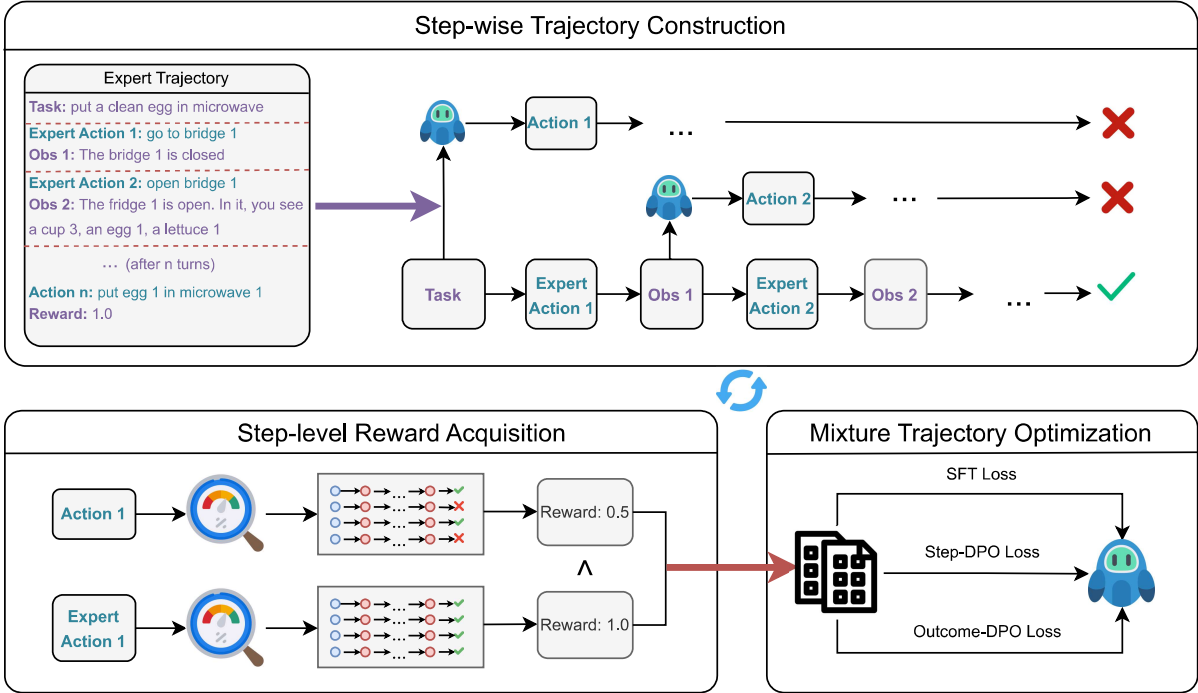 Step-wise Trajectory Construction
Expert Trajectory
Task: put a clean egg in microwave
Expert Action 1: go to bridge 1
Obs 1: The bridge 1 is closed
Expert Action 2: open bridge 1
Obs 2: The fridge 1 is open. In it, you see
a cup 3, an egg 1, a lettuce 1
... (after n turns)
Action n: put egg 1 in microwave 1
Reward: 1.0
Action 1
...
Action 2
...
Task
Expert
Action 1
Obs 1
Expert
Action 2
Obs 2
...
Step-level Reward Acquisition
Action 1
%
...
...
...
...
Reward: 0.5
<
Expert
Action 1
%
...
...
...
...
Reward: 1.0
Mixture Trajectory Optimization
SFT Loss
Step-DPO Loss
Outcome-DPO Loss